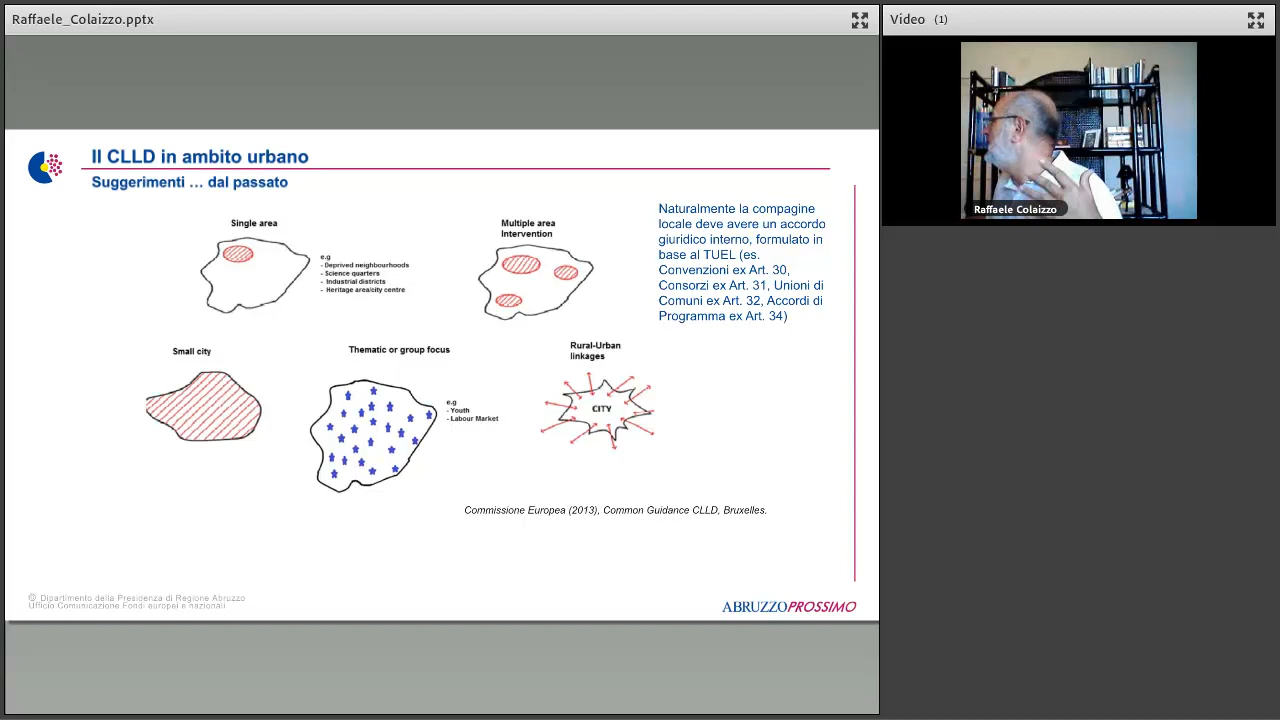 Raffaele_Colaizzo.pptx
Video (1)
Il CLLD in ambito urbano
Suggerimenti … dal passato
Single area
e.g
- Deprived neighbourhoods
- Science quarters
- Industrial districts
- Heritage area/city centre
Multiple area
Intervention
Naturalmente la compagine
locale deve avere un accordo
giuridico interno, formulato in
base al TUEL (es.
Convenzioni ex Art. 30,
Consorzi ex Art. 31, Unioni di
Comuni ex Art. 32, Accordi di
Programma ex Art. 34)
Small city
Thematic or group focus
e.g
- Youth
- Labour Market
Rural-Urban
linkages
CITY
Commissione Europea (2013), Common Guidance CLLD, Bruxelles.
© Dipartimento della Presidenza di Regione Abruzzo
Ufficio Comunicazione Fondi europei e nazionali
ABRUZZOPROSSIMO
Raffaele Colaizzo